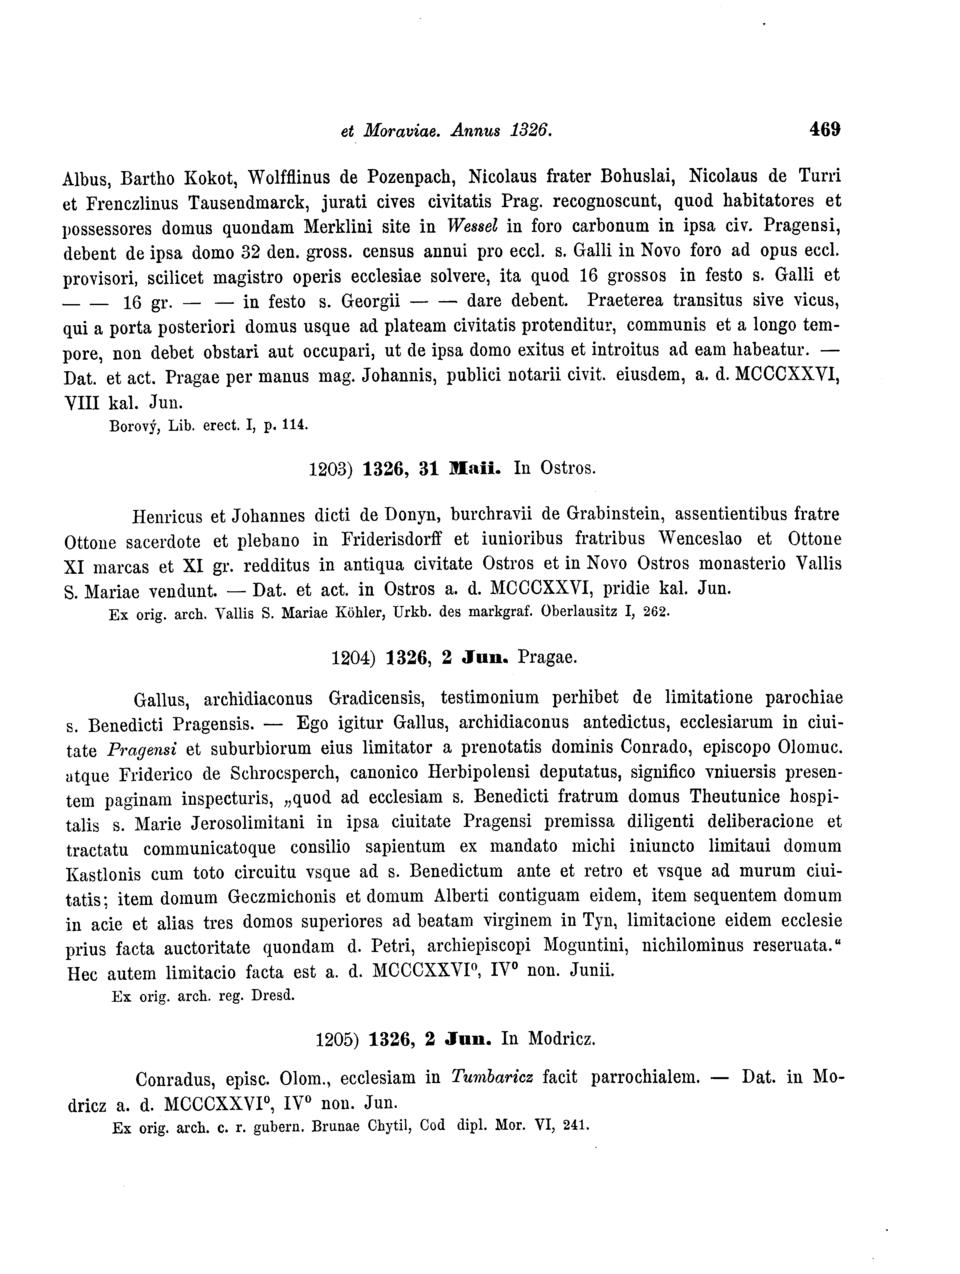 et Moraviae. Annus 1326. 469
Albus, Bartho Kokot, Wolfflinus de Pozenpach, Nicolaus frater Bohuslai, Nicolaus de Turri
et Frenczlinus Tausendmarck, jurati cives civitatis Prag. recognoscunt, quod habitatores et
possessores domus quondam Merklini site in Wessel in foro carbonum in ipsa civ. Pragensi,
debent de ipsa domo 32 den. gross. census annui pro eccl. s. Galli in Novo foro ad opus eccl.
provisori, scilicet magistro operis ecclesiae solvere, ita quod 16 grossos in festo s. Galli et
— — 16 gr. — — in festo s. Georgii — — dare debent. Praeterea transitus sive vicus,
qui a porta posteriori domus usque ad plateam civitatis protenditur, communis et a longo tem-
pore, non debet obstari aut occupari, ut de ipsa domo exitus et introitus ad eam habeatur. —
Dat. et act. Pragae per manus mag. Johannis, publici notarii civit. eiusdem, a. d. MCCCXXVI,
VIII kal. Jun.
Borový, Lib. erect. I, p. 114.
1203) 1326, 31 Maii. In Ostros.
Henricus et Johannes dicti de Donyn, burchravii de Grabinstein, assentientibus fratre
Ottone sacerdote et plebano in Friderisdorff et iunioribus fratribus Wenceslao et Ottone
XI marcas et XI gr. redditus in antiqua civitate Ostros et in Novo Ostros monasterio Vallis
S. Mariae vendunt. — Dat. et act. in Ostros a. d. MCCCXXVI, pridie kal. Jun.
Ex orig. arch. Vallis S. Mariae Köhler, Urkb. des markgraf. Oberlausitz I, 262.
1204) 1326, 2 Jun. Pragae.
Gallus, archidiaconus Gradicensis, testimonium perhibet de limitatione parochiae
s. Benedicti Pragensis. — Ego igitur Gallus, archidiaconus antedictus, ecclesiarum in ciui-
tate Pragensi et suburbiorum eius limitator a prenotatis dominis Conrado, episcopo Olomuc.
atque Friderico de Schrocsperch, canonico Herbipolensi deputatus, significo vniuersis presen-
tem paginam inspecturis, „quod ad ecclesiam s. Benedicti fratrum domus Theutunice hospi-
talis s. Marie Jerosolimitani in ipsa ciuitate Pragensi premissa diligenti deliberacione et
tractatu communicatoque consilio sapientum ex mandato michi iniuncto limitaui domum
Kastlonis cum toto circuitu vsque ad s. Benedictum ante et retro et vsque ad murum ciui-
tatis; item domum Geczmichonis et domum Alberti contiguam eidem, item sequentem domum
in acie et alias tres domos superiores ad beatam virginem in Tyn, limitacione eidem ecclesie
prius facta auctoritate quondam d. Petri, archiepiscopi Moguntini, nichilominus reseruata.“
Hec autem limitacio facta est a. d. MCCCXXVI⁰, IV⁰ non. Junii.
Ex orig. arch. reg. Dresd.
1205) 1326, 2 Jun. In Modricz.
Conradus, episc. Olom., ecclesiam in Tumbaricz facit parrochialem. — Dat. in Mo-
dricz a. d. MCCCXXVI⁰, IV⁰ non. Jun.
Ex orig. arch. c. r. gubern. Brunae Chytil, Cod dipl. Mor. VI, 241.